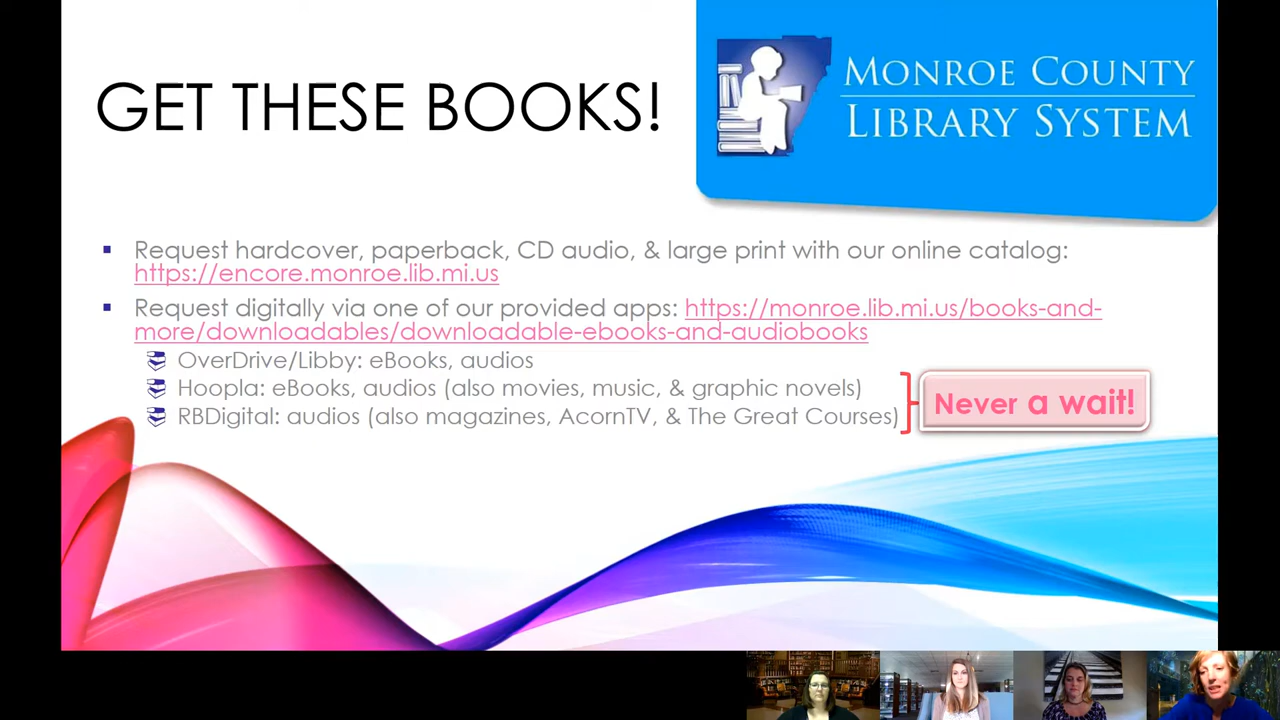 GET THESE BOOKS!
MONROE COUNTY
LIBRARY SYSTEM
Request hardcover, paperback, CD audio, & large print with our online catalog:
https://encore.monroe.lib.mi.us
Request digitally via one of our provided apps: https://monroe.lib.mi.us/books-and-
more/downloadables/downloadable-ebooks-and-audiobooks
OverDrive/Libby: eBooks, audios
Hoopla: eBooks, audios (also movies, music, & graphic novels)
RBDigital: audios (also magazines, AcornTV, & The Great Courses)
Never a wait!